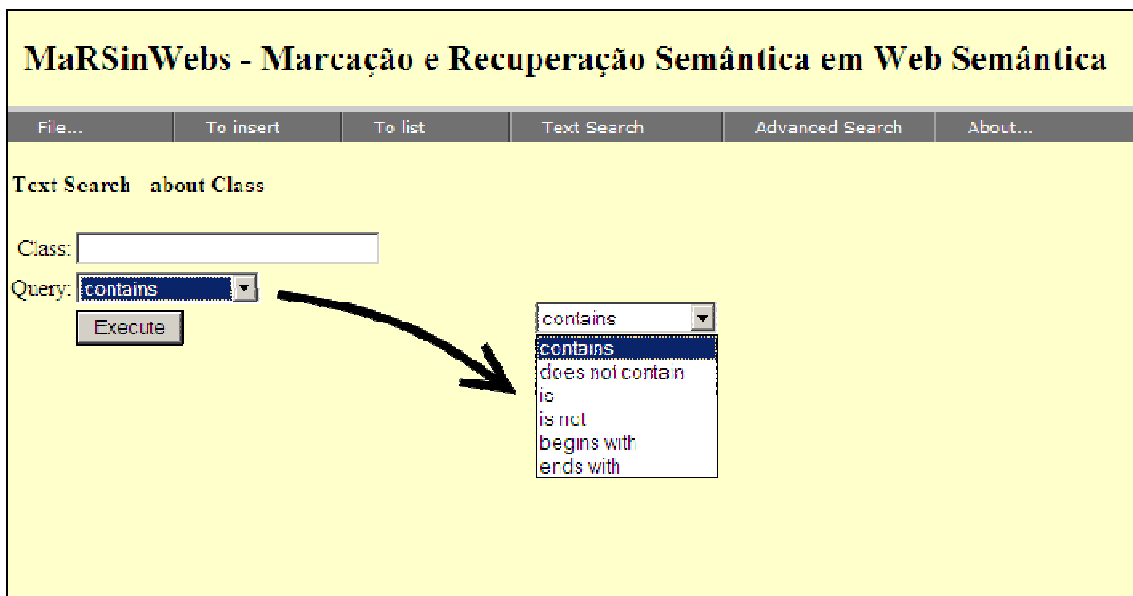 MaRSinWebs - Marcação e Recuperação Semântica em Web Semântica
File... To insert To list Text Search Advanced Search About...
Text Search about Class
Class:
Query: contains
Execute
contains
contains
does not contain
is
is not
begins with
ends with